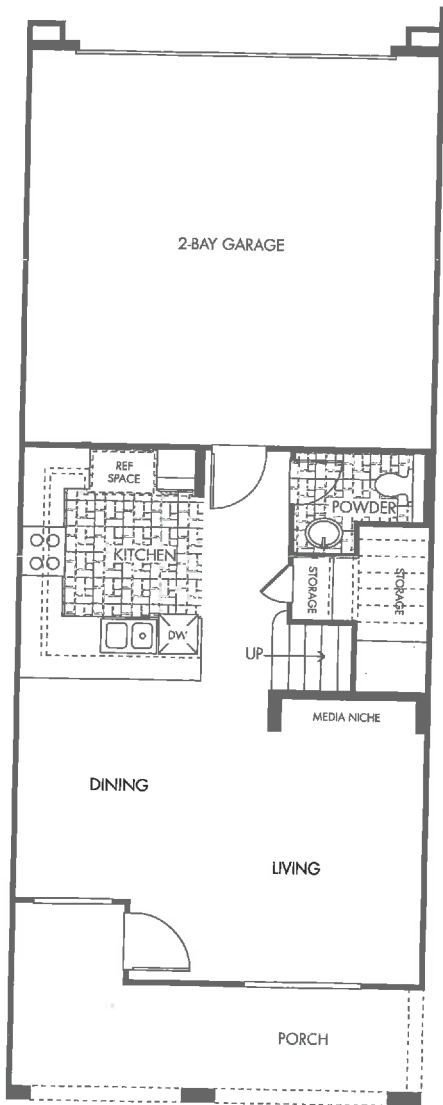 2-BAY GARAGE
REF
SPACE
POWDER
KITCHEN
STORAGE
STORAGE
DW
UP
MEDIA NICHE
DINING
LIVING
PORCH